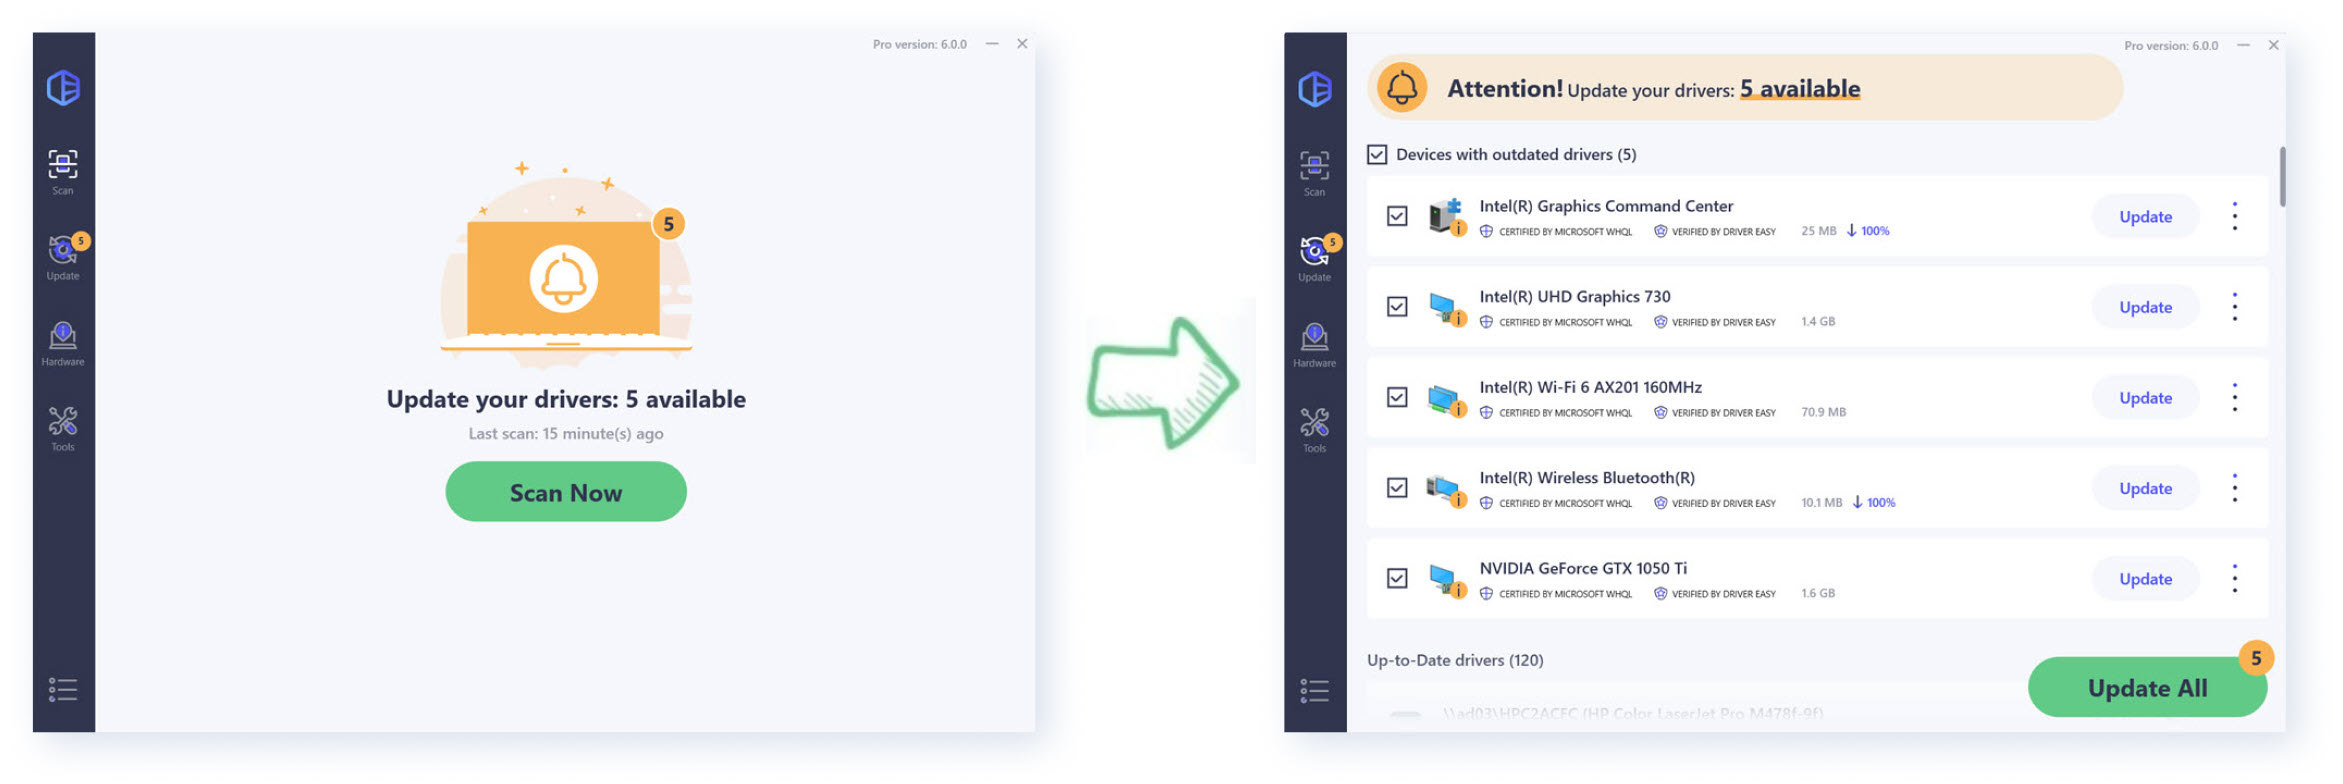 Pro version: 6.0.0
Scan
5
Update
Hardware
Tools
5
Update your drivers: 5 available
Last scan: 15 minute(s) ago
Scan Now
Pro version: 6.0.0
Attention! Update your drivers: 5 available
Scan
5
Update
Hardware
Tools
Devices with outdated drivers (5)
Intel(R) Graphics Command Center
CERTIFIED BY MICROSOFT WHQL VERIFIED BY DRIVER EASY 25 MB 100%
Update
Intel(R) UHD Graphics 730
CERTIFIED BY MICROSOFT WHQL VERIFIED BY DRIVER EASY 1.4 GB
Update
Intel(R) Wi-Fi 6 AX201 160MHz
CERTIFIED BY MICROSOFT WHQL VERIFIED BY DRIVER EASY 70.9 MB
Update
Intel(R) Wireless Bluetooth(R)
CERTIFIED BY MICROSOFT WHQL VERIFIED BY DRIVER EASY 10.1 MB 100%
Update
NVIDIA GeForce GTX 1050 Ti
CERTIFIED BY MICROSOFT WHQL VERIFIED BY DRIVER EASY 1.6 GB
Update
Up-to-Date drivers (120)
5
Update All
\\ad03\HPC2ACFC (HP Color LaserJet Pro M478f-9f)